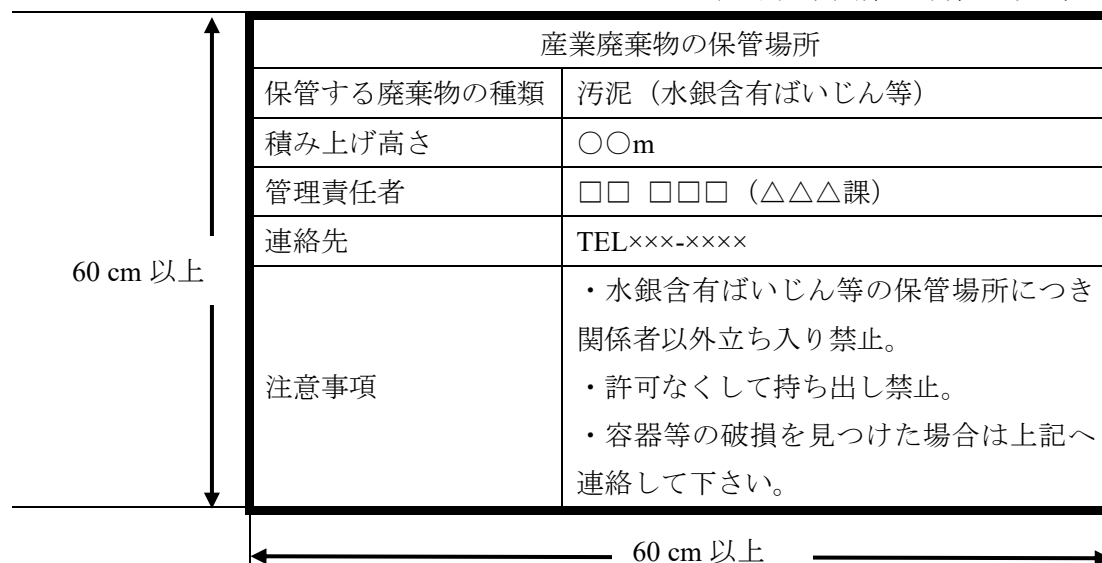 産業廃棄物の保管場所
保管する廃棄物の種類 汚泥（水銀含有ばいじん等）
積み上げ高さ 〇〇m
管理責任者 □□ □□□（△△△課）
連絡先 TEL×××-××××
60 cm 以上
注意事項
・水銀含有ばいじん等の保管場所につき
関係者以外立ち入り禁止。
・許可なくして持ち出し禁止。
・容器等の破損を見つけた場合は上記へ
連絡して下さい。
60 cm 以上